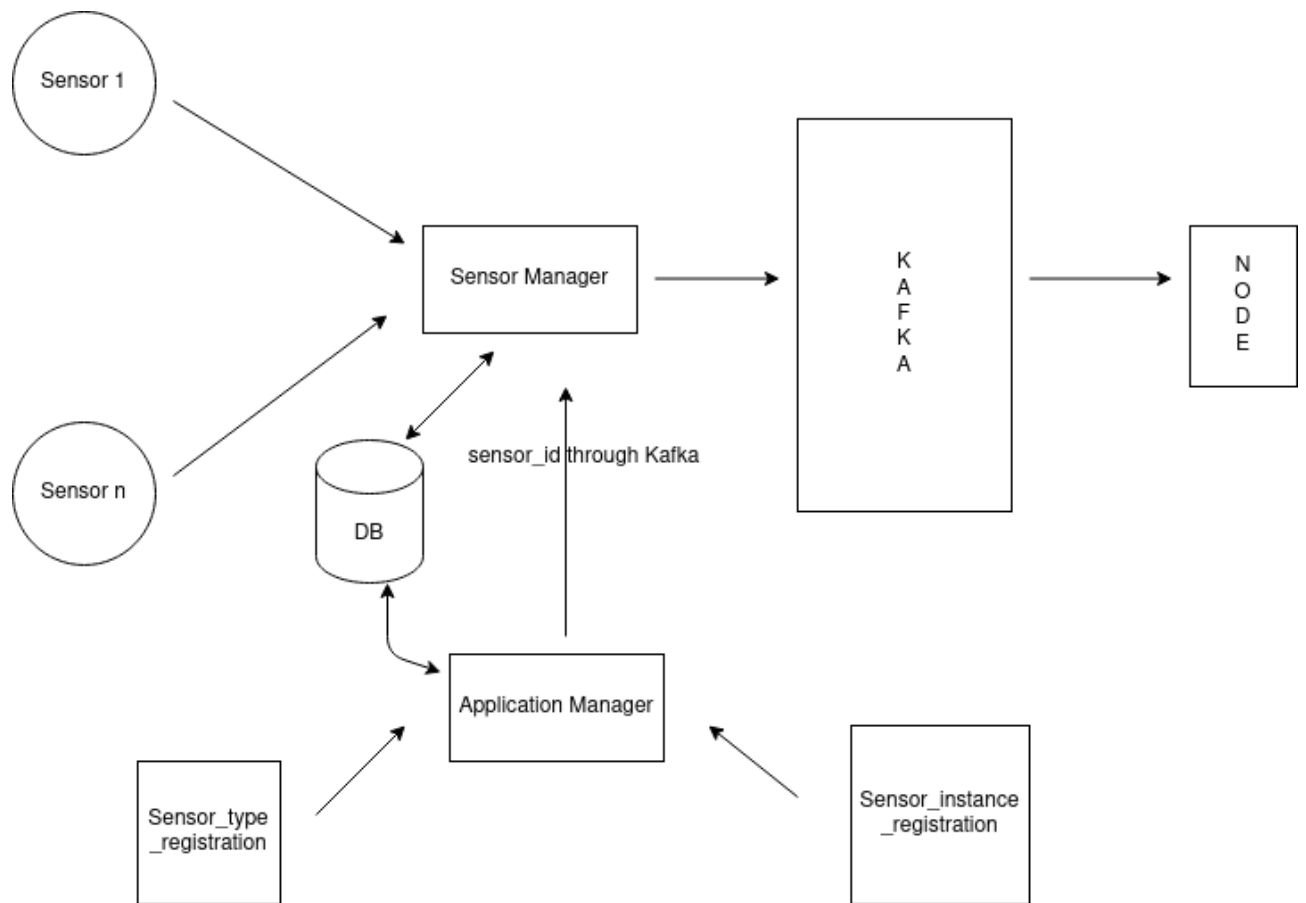 Sensor 1
Sensor Manager
K
A
F
K
A
N
O
D
E
sensor_id through Kafka
Sensor n
DB
Application Manager
Sensor_type
_registration
Sensor_instance
_registration